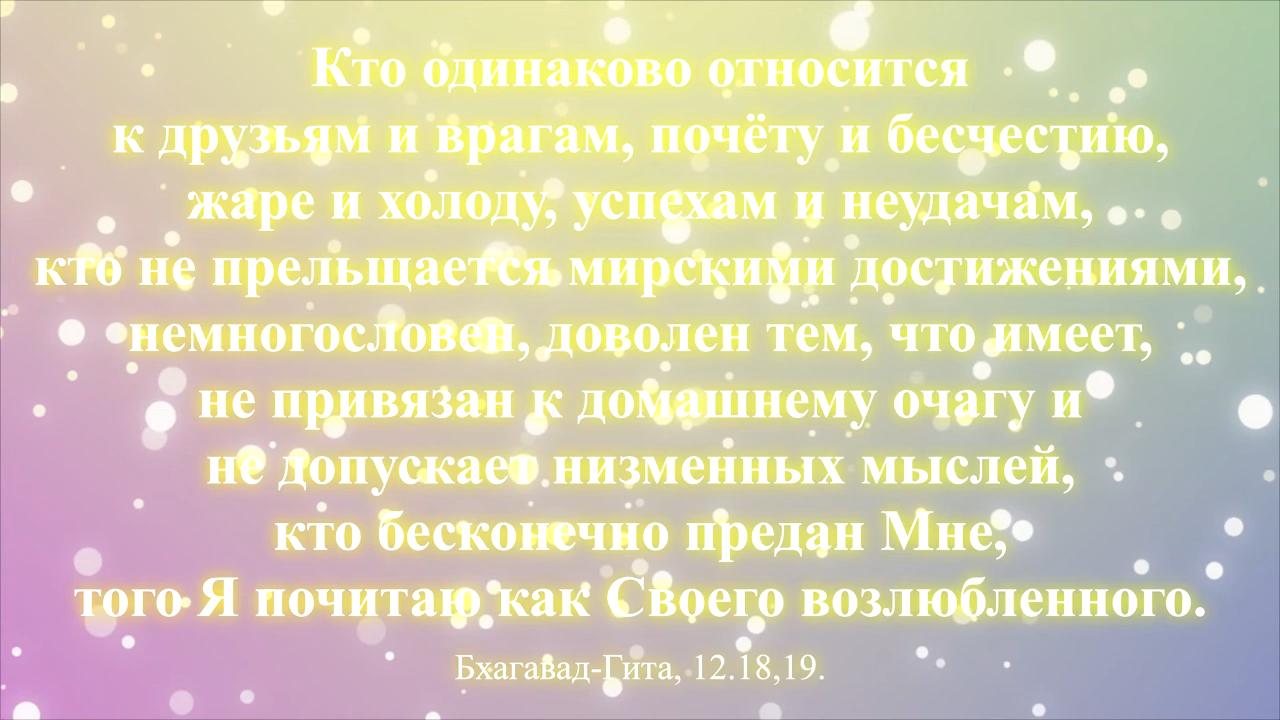 Кто одинаково относится
к друзьям и врагам, почёту и бесчестию,
жаре и холоду, успехам и неудачам,
кто не прельщается мирскими достижениями,
немногословен, доволен тем, что имеет,
не привязан к домашнему очагу и
не допускает низменных мыслей,
кто бесконечно предан Мне,
того Я почитаю как Своего возлюбленного.
Бхагавад-Гита, 12.18,19.